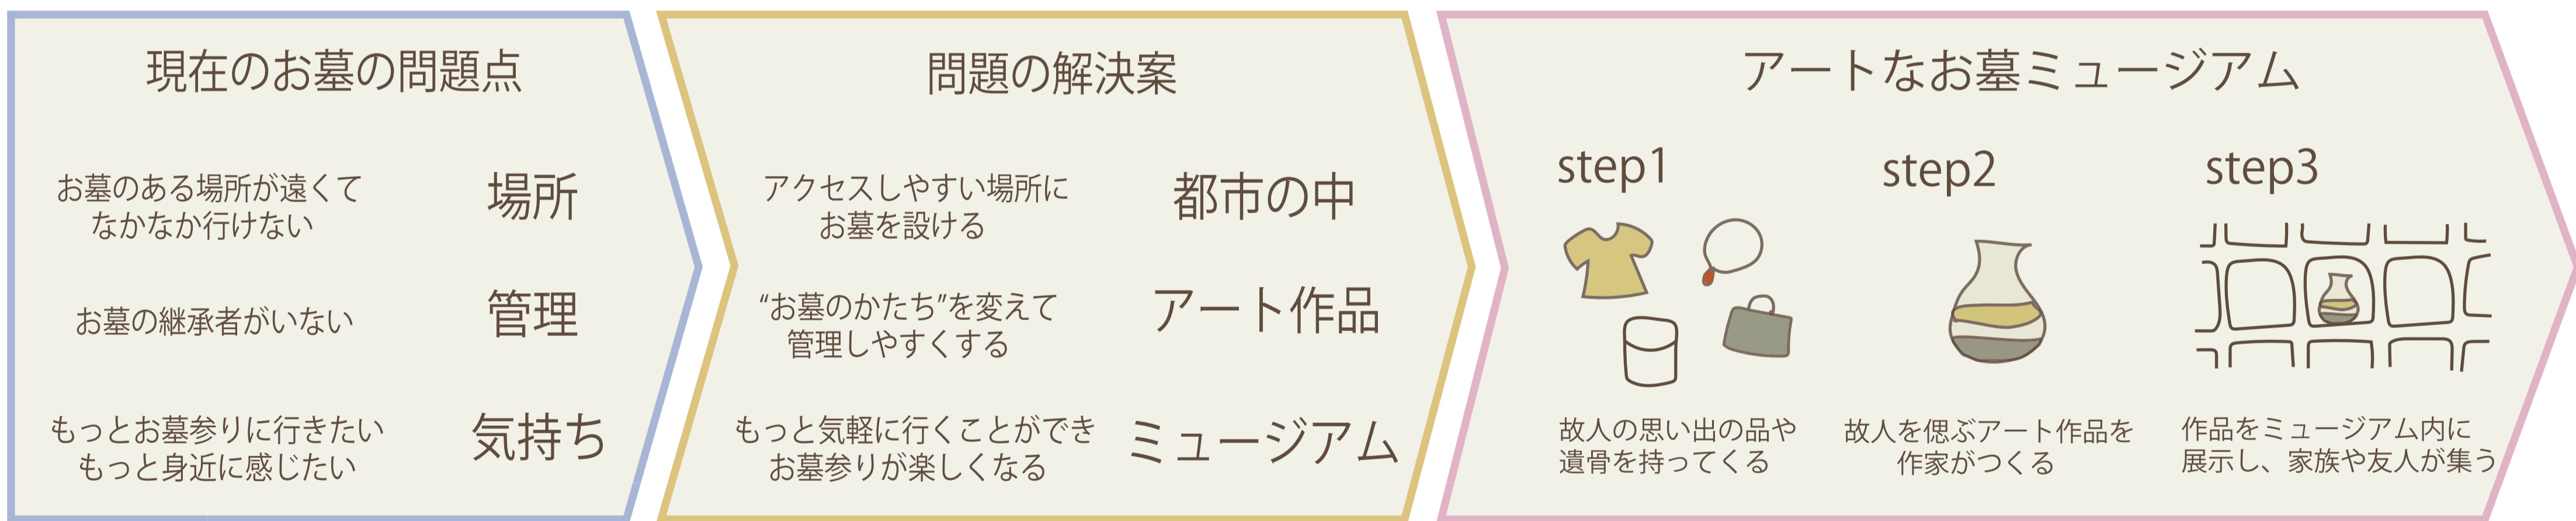 現在のお墓の問題点
お墓のある場所が遠くて
なかなか行けない
場所
お墓の継承者がいない
管理
もっとお墓参りに行きたい
もっと身近に感じたい
気持ち
問題の解決案
アクセスしやすい場所に
お墓を設ける
都市の中
“お墓のかたち”を変えて
管理しやすくする
アート作品
もっと気軽に行くことができ
お墓参りが楽しくなる
ミュージアム
アートなお墓ミュージアム
step1
故人の思い出の品や
遺骨を持ってくる
step2
故人を偲ぶアート作品を
作家がつくる
step3
作品をミュージアム内に
展示し、家族や友人が集う